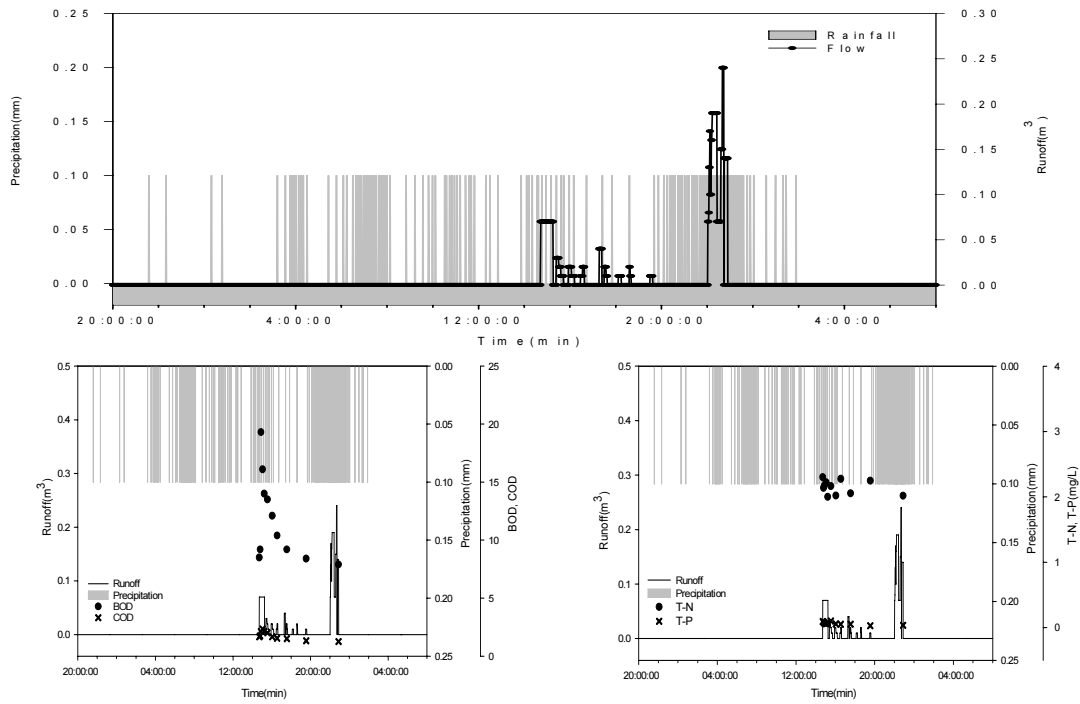 0.25
0.20
0.15
0.10
0.05
0.00
Precipitation(mm)
0.30
0.25
0.20
0.15
0.10
0.05
0.00
Runoff(m3)
Rainfall
Flow
20:00:00 4:00:00 12:00:00 20:00:00 4:00:00
Time(min)
0.5
0.4
0.3
0.2
0.1
0.0
Runoff(m3)
0.00
0.05
0.10
0.15
0.20
0.25
Precipitation(mm)
25
20
15
10
5
0
BOD, COD
Runoff
Precipitation
BOD
COD
20:00:00 04:00:00 12:00:00 20:00:00 04:00:00
Time(min)
0.5
0.4
0.3
0.2
0.1
0.0
Runoff(m3)
0.00
0.05
0.10
0.15
0.20
0.25
Precipitation(mm)
4
3
2
1
0
T-N, T-P(mg/L)
Runoff
Precipitation
T-N
T-P
20:00:00 04:00:00 12:00:00 20:00:00 04:00:00
Time(min)